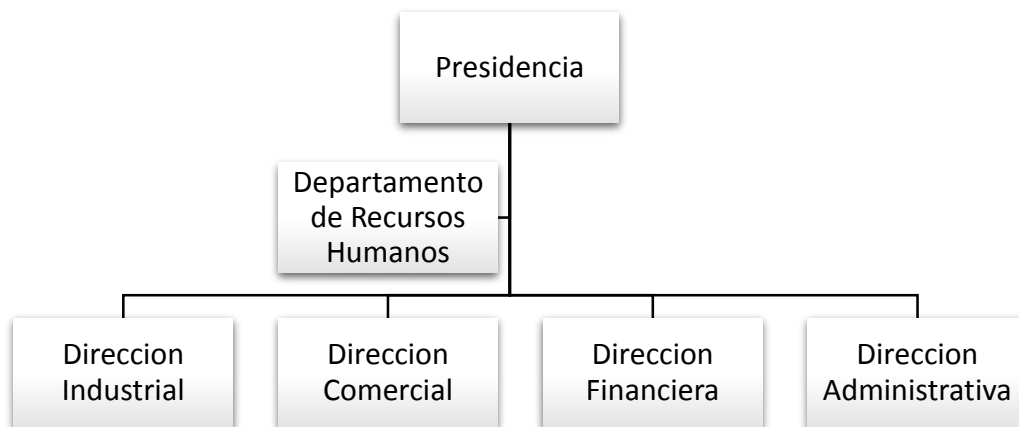 Presidencia
Departamento
de Recursos
Humanos
Direccion
Industrial
Direccion
Comercial
Direccion
Financiera
Direccion
Administrativa